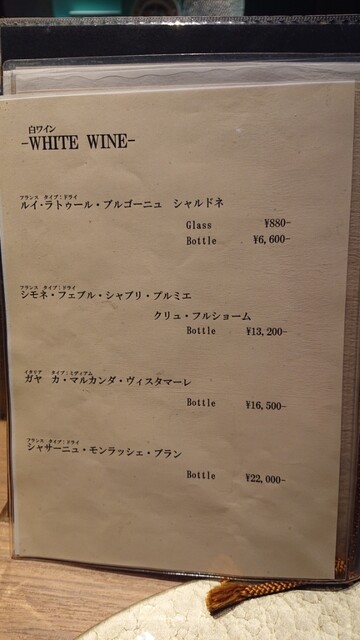 白ワイン
-WHITE WINE-
フランス タイプ：ドライ
ルイ・ラトゥール・ブルゴーニュ シャルドネ
Glass ¥880-
Bottle ¥6,600-
フランス タイプ：ドライ
シモネ・フェブル・シャブリ・プルミエ
クリュ・フルショーム
Bottle ¥13,200-
イタリア タイプ：ミディアム
ガヤ カ・マルカンダ・ヴィスタマーレ
Bottle ¥16,500-
フランス タイプ：ドライ
シャサーニュ・モンラッシェ・ブラン
Bottle ¥22,000-